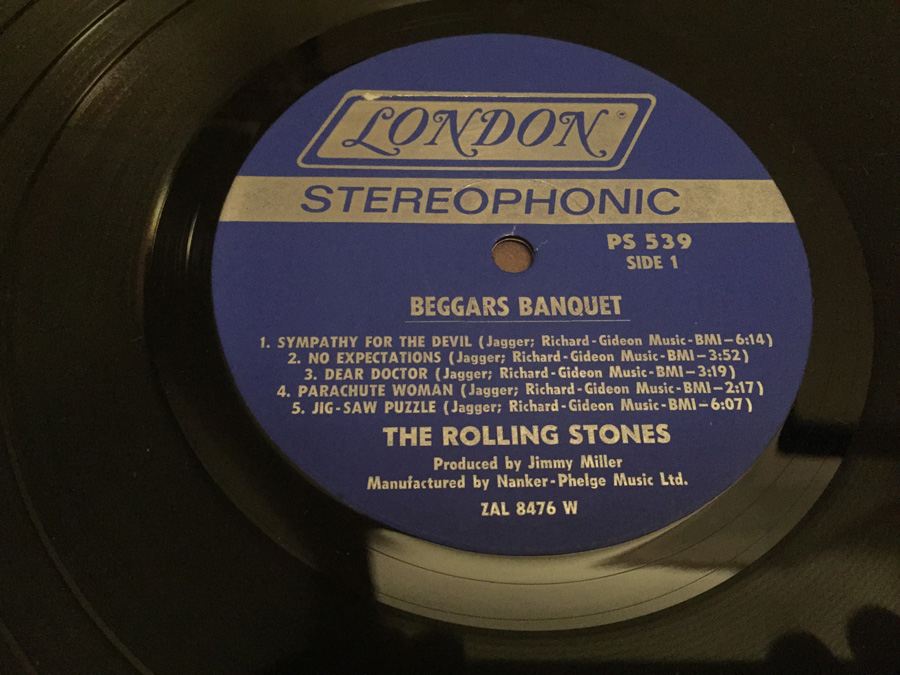 LONDON
STEREOPHONIC
PS 539
SIDE 1
BEGGARS BANQUET
1. SYMPATHY FOR THE DEVIL (Jagger; Richard-Gideon Music-BMI—6:14)
2. NO EXPECTATIONS (Jagger; Richard-Gideon Music-BMI—3:52)
3. DEAR DOCTOR (Jagger; Richard-Gideon Music-BMI—3:19)
4. PARACHUTE WOMAN (Jagger; Richard-Gideon Music-BMI—2:17)
5. JIG-SAW PUZZLE (Jagger; Richard-Gideon Music-BMI—6:07)
THE ROLLING STONES
Produced by Jimmy Miller
Manufactured by Nanker-Phelge Music Ltd.
ZAL 8476 W